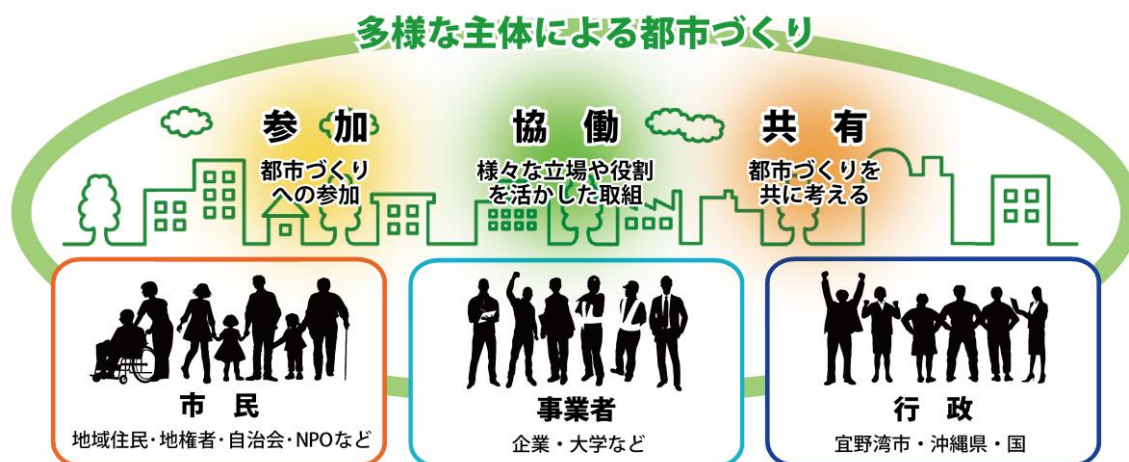 多様な主体による都市づくり
参加
都市づくり
への参加
協働
様々な立場や役割
を活かした取組
共有
都市づくりを
共に考える
市民
地域住民・地権者・自治会・NPOなど
事業者
企業・大学など
行政
宜野湾市・沖縄県・国